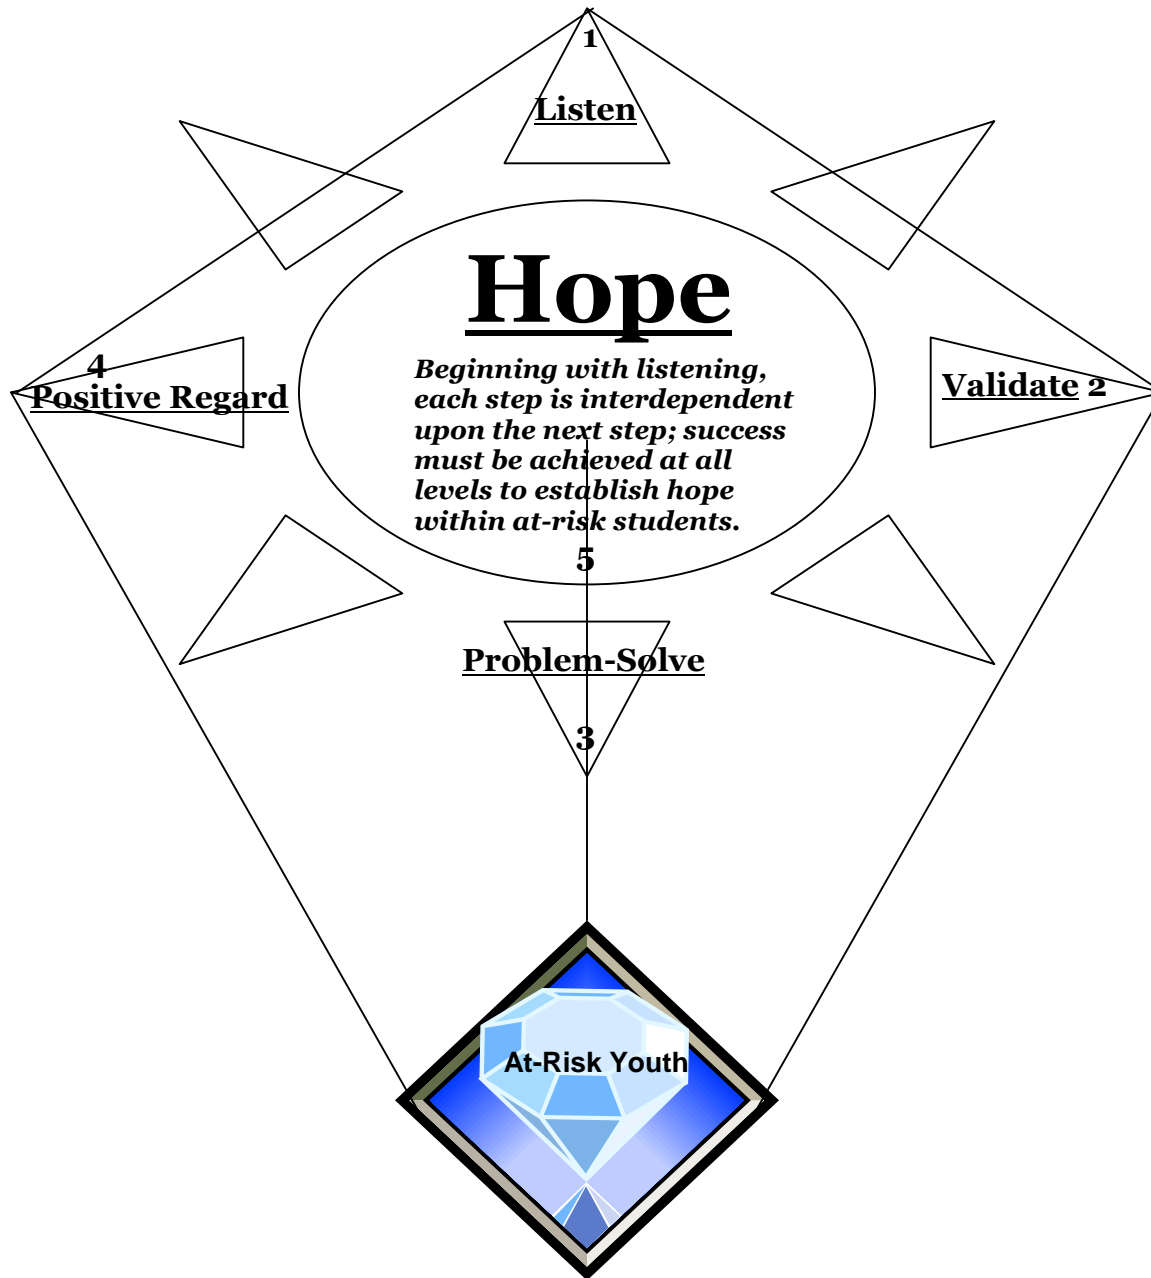 1
Listen
Hope
Beginning with listening,
each step is interdependent
upon the next step; success
must be achieved at all
levels to establish hope
within at-risk students.
5
4
Positive Regard
Validate 2
Problem-Solve
3
At-Risk Youth